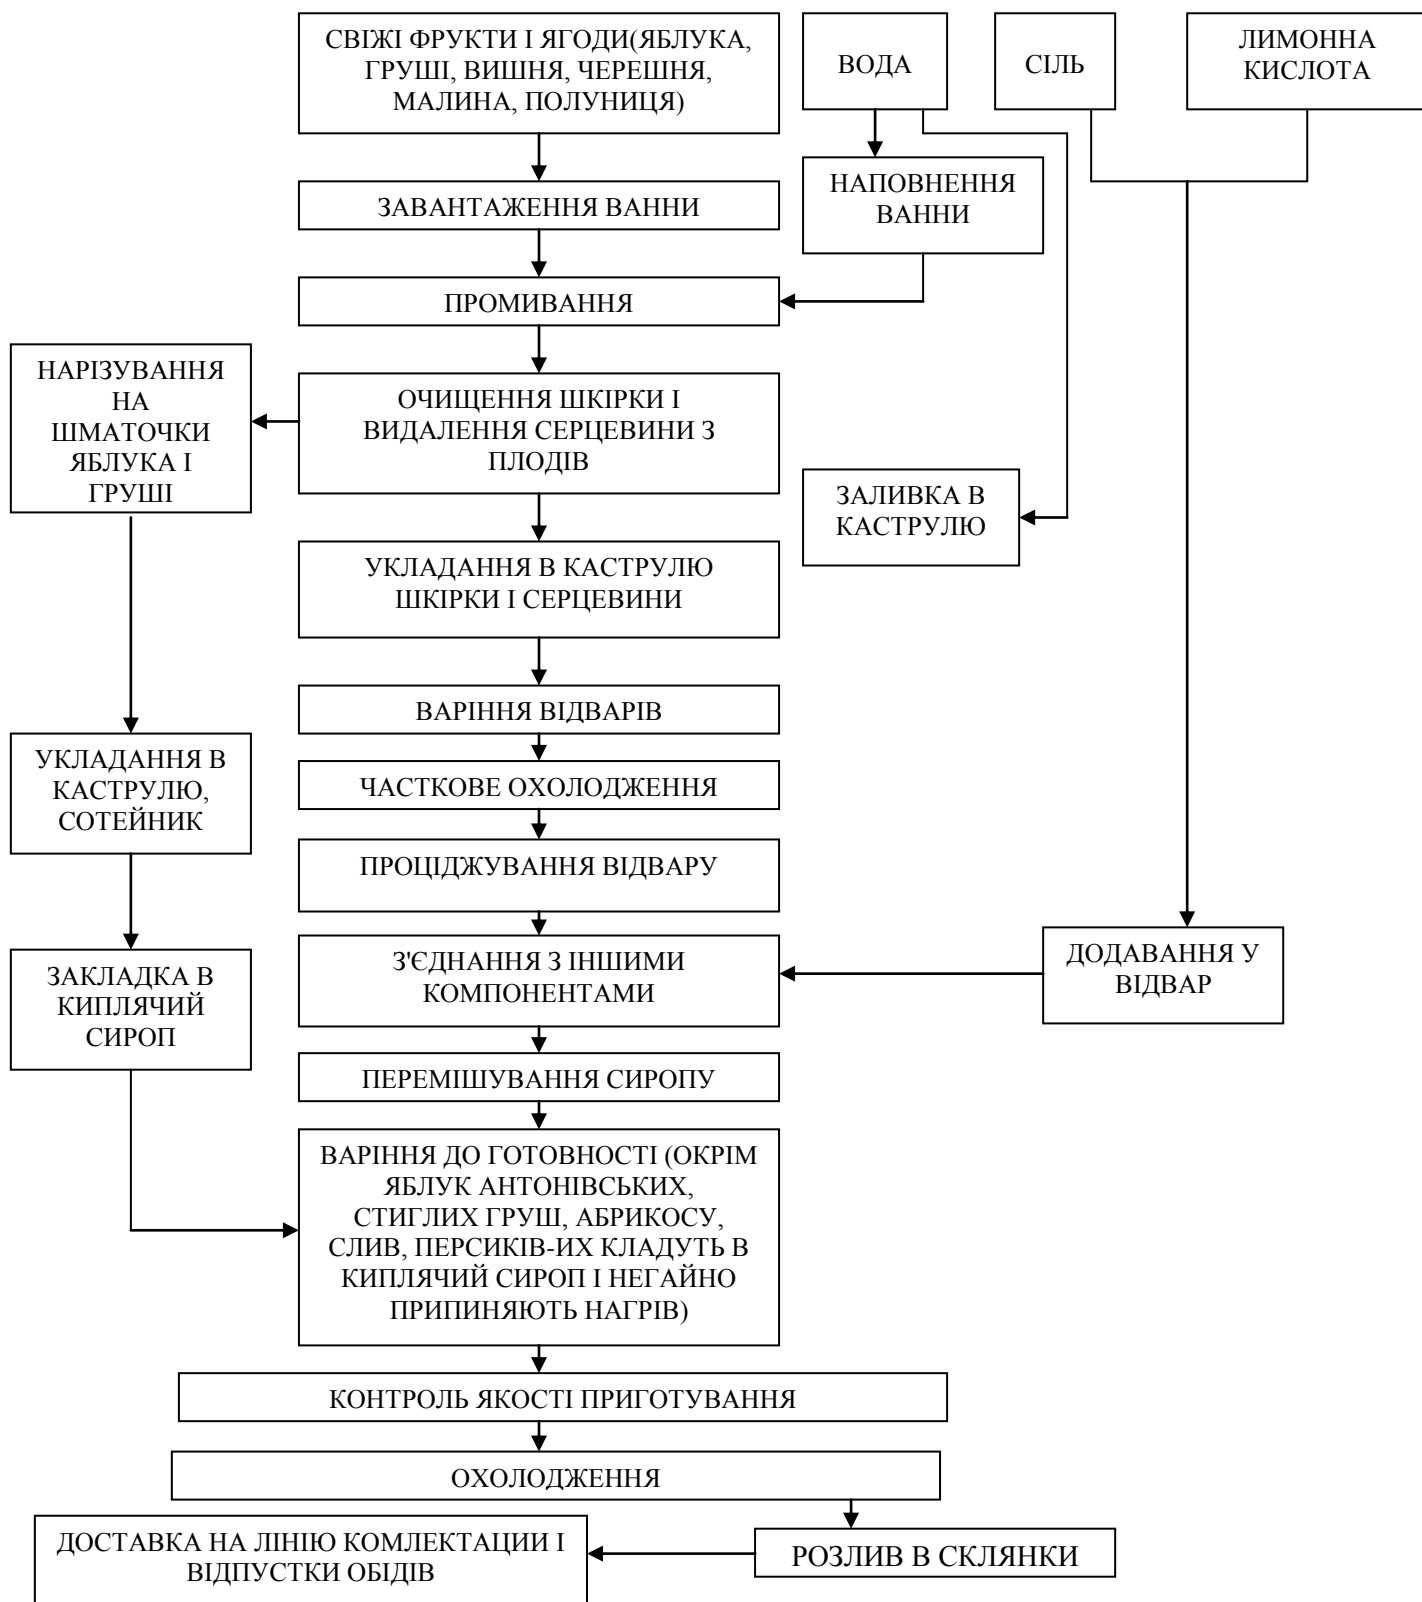 СВІЖІ ФРУКТИ І ЯГОДИ(ЯБЛУКА,
ГРУШІ, ВИШНЯ, ЧЕРЕШНЯ,
МАЛИНА, ПОЛУНИЦЯ)
ВОДА
СІЛЬ
ЛИМОННА
КИСЛОТА
ЗАВАНТАЖЕННЯ ВАННИ
НАПОВНЕННЯ
ВАННИ
ПРОМИВАННЯ
НАРІЗУВАННЯ
НА
ШМАТОЧКИ
ЯБЛУКА І
ГРУШІ
ОЧИЩЕННЯ ШКІРКИ І
ВИДАЛЕННЯ СЕРЦЕВИНИ З
ПЛОДІВ
ЗАЛИВКА В
КАСТРУЛЮ
УКЛАДАННЯ В КАСТРУЛЮ
ШКІРКИ І СЕРЦЕВИНИ
ВАРІННЯ ВІДВАРІВ
УКЛАДАННЯ В
КАСТРУЛЮ,
СОТЕЙНИК
ЧАСТКОВЕ ОХОЛОДЖЕННЯ
ПРОЦІДЖУВАННЯ ВІДВАРУ
ЗАКЛАДКА В
КИПЛЯЧИЙ
СИРОП
З'ЄДНАННЯ З ІНШИМИ
КОМПОНЕНТАМИ
ДОДАВАННЯ У
ВІДВАР
ПЕРЕМІШУВАННЯ СИРОПУ
ВАРІННЯ ДО ГОТОВНОСТІ (ОКРІМ
ЯБЛУК АНТОНІВСЬКИХ,
СТИГЛИХ ГРУШ, АБРИКОСУ,
СЛИВ, ПЕРСИКІВ-ИХ КЛАДУТЬ В
КИПЛЯЧИЙ СИРОП І НЕГАЙНО
ПРИПИНЯЮТЬ НАГРІВ)
КОНТРОЛЬ ЯКОСТІ ПРИГОТУВАННЯ
ОХОЛОДЖЕННЯ
ДОСТАВКА НА ЛІНІЮ КОМЛЕКТАЦИИ І
ВІДПУСТКИ ОБІДІВ
РОЗЛИВ В СКЛЯНКИ